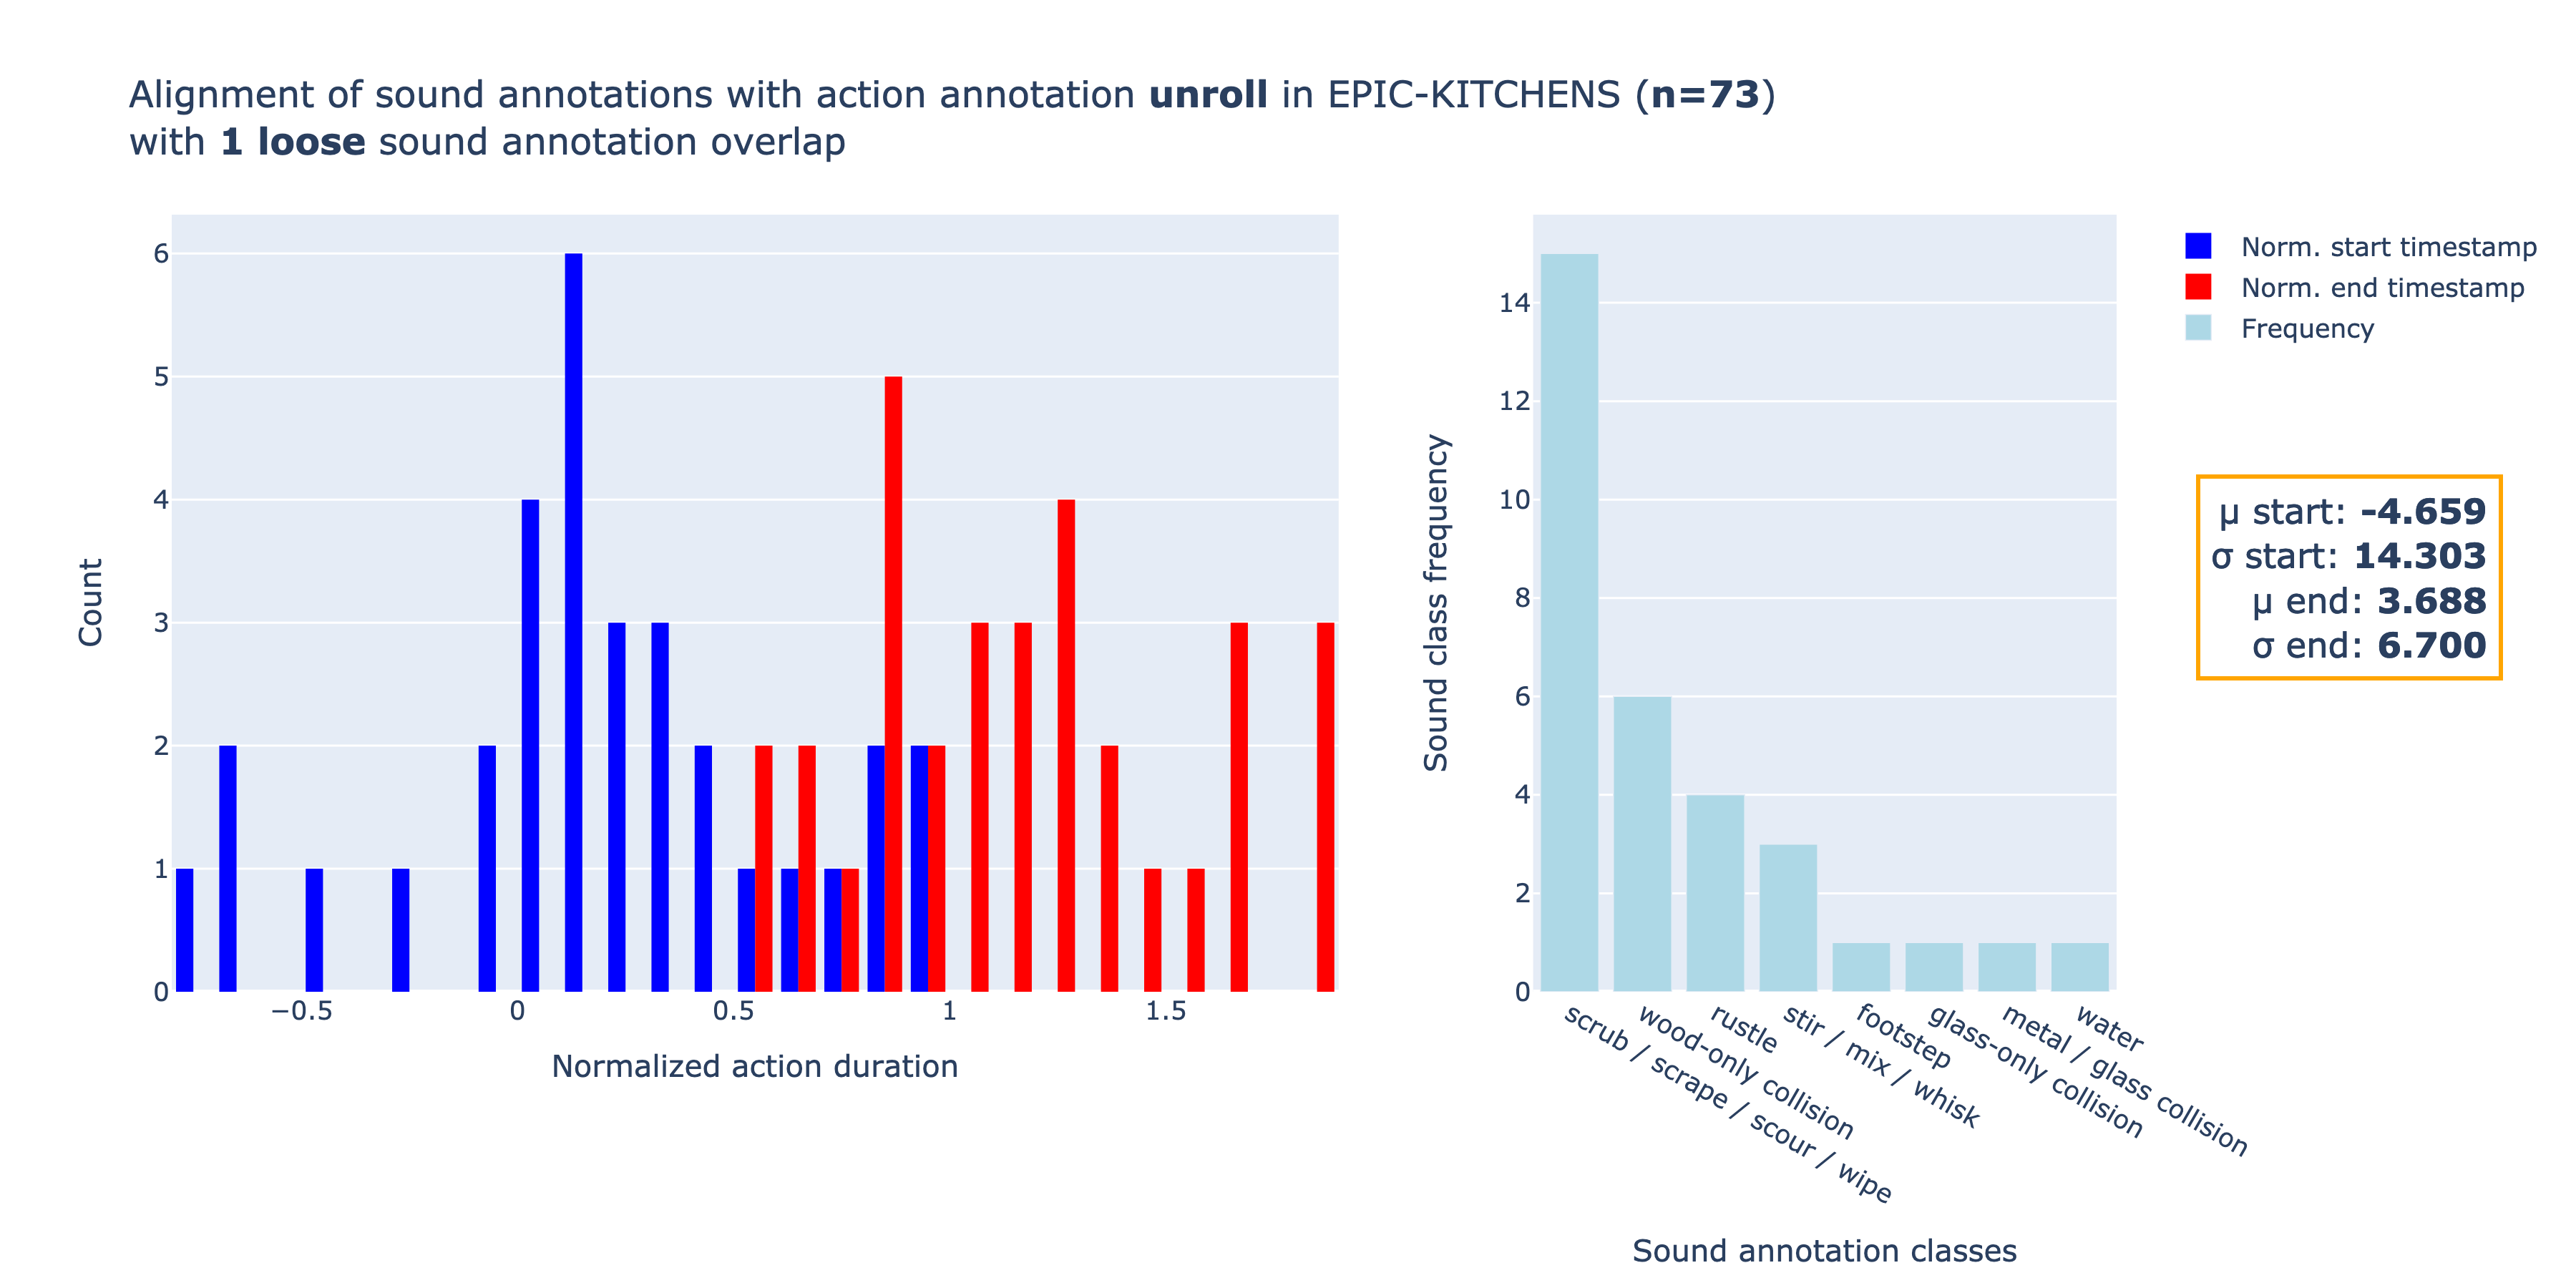 Alignment of sound annotations with action annotation unroll in EPIC-KITCHENS (n=73)
with 1 loose sound annotation overlap
6
5
4
3
2
1
0
Count
−0.5
0
0.5
1
1.5
Normalized action duration
14
12
10
8
6
4
2
0
Sound class frequency
scrub / scrape / scour / wipe
wood-only collision
rustle
stir / mix / whisk
footstep
glass-only collision
metal / glass collision
water
Sound annotation classes
Norm. start timestamp
Norm. end timestamp
Frequency
μ start: -4.659
σ start: 14.303
μ end: 3.688
σ end: 6.700